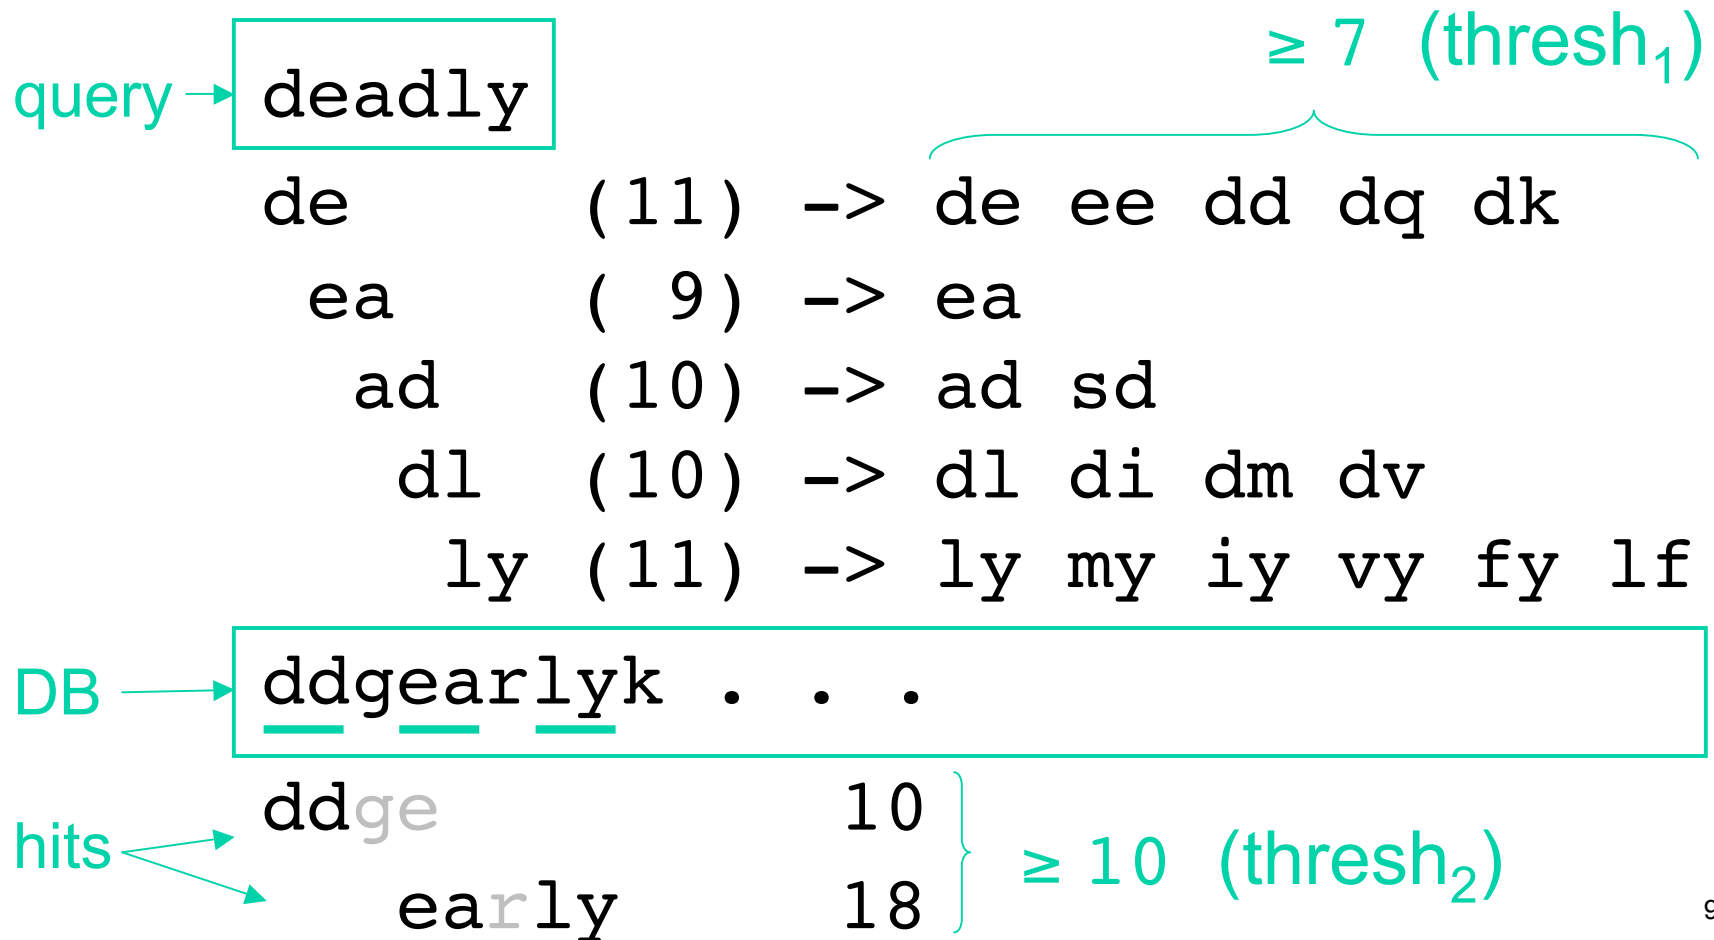 ≥ 7 (thresh1)
query → deadly
de (11) -> de ee dd dq dk
ea ( 9) -> ea
ad (10) -> ad sd
dl (10) -> dl di dm dv
ly (11) -> ly my iy vy fy lf
DB → ddgearlyk . . .
ddge 10
hits ≥ 10 (thresh2)
early 18
9